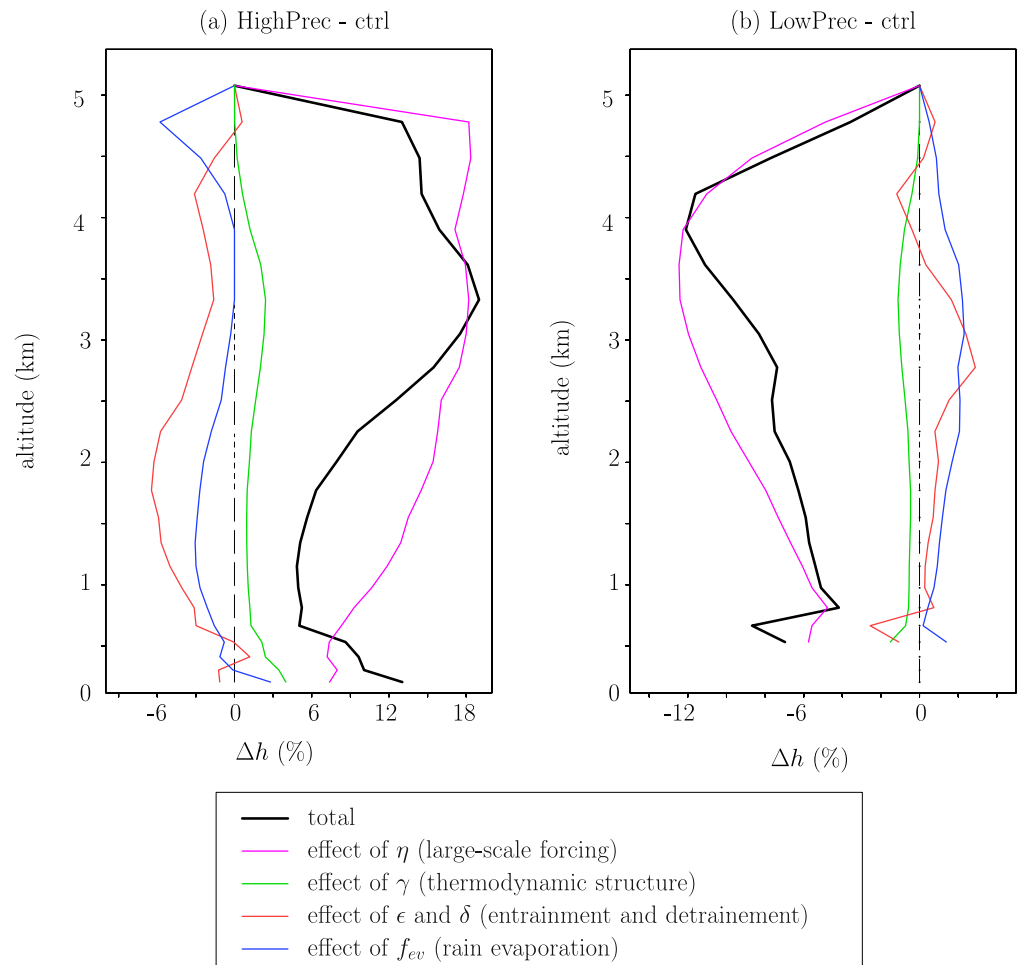 (a) HighPrec - ctrl
(b) LowPrec - ctrl
altitude (km)
5
4
3
2
1
0
-6 0 6 12 18
Δh (%)
altitude (km)
5
4
3
2
1
0
-12 -6 0
Δh (%)
total
effect of η (large-scale forcing)
effect of γ (thermodynamic structure)
effect of ϵ and δ (entrainment and detrainement)
effect of f_{ev} (rain evaporation)